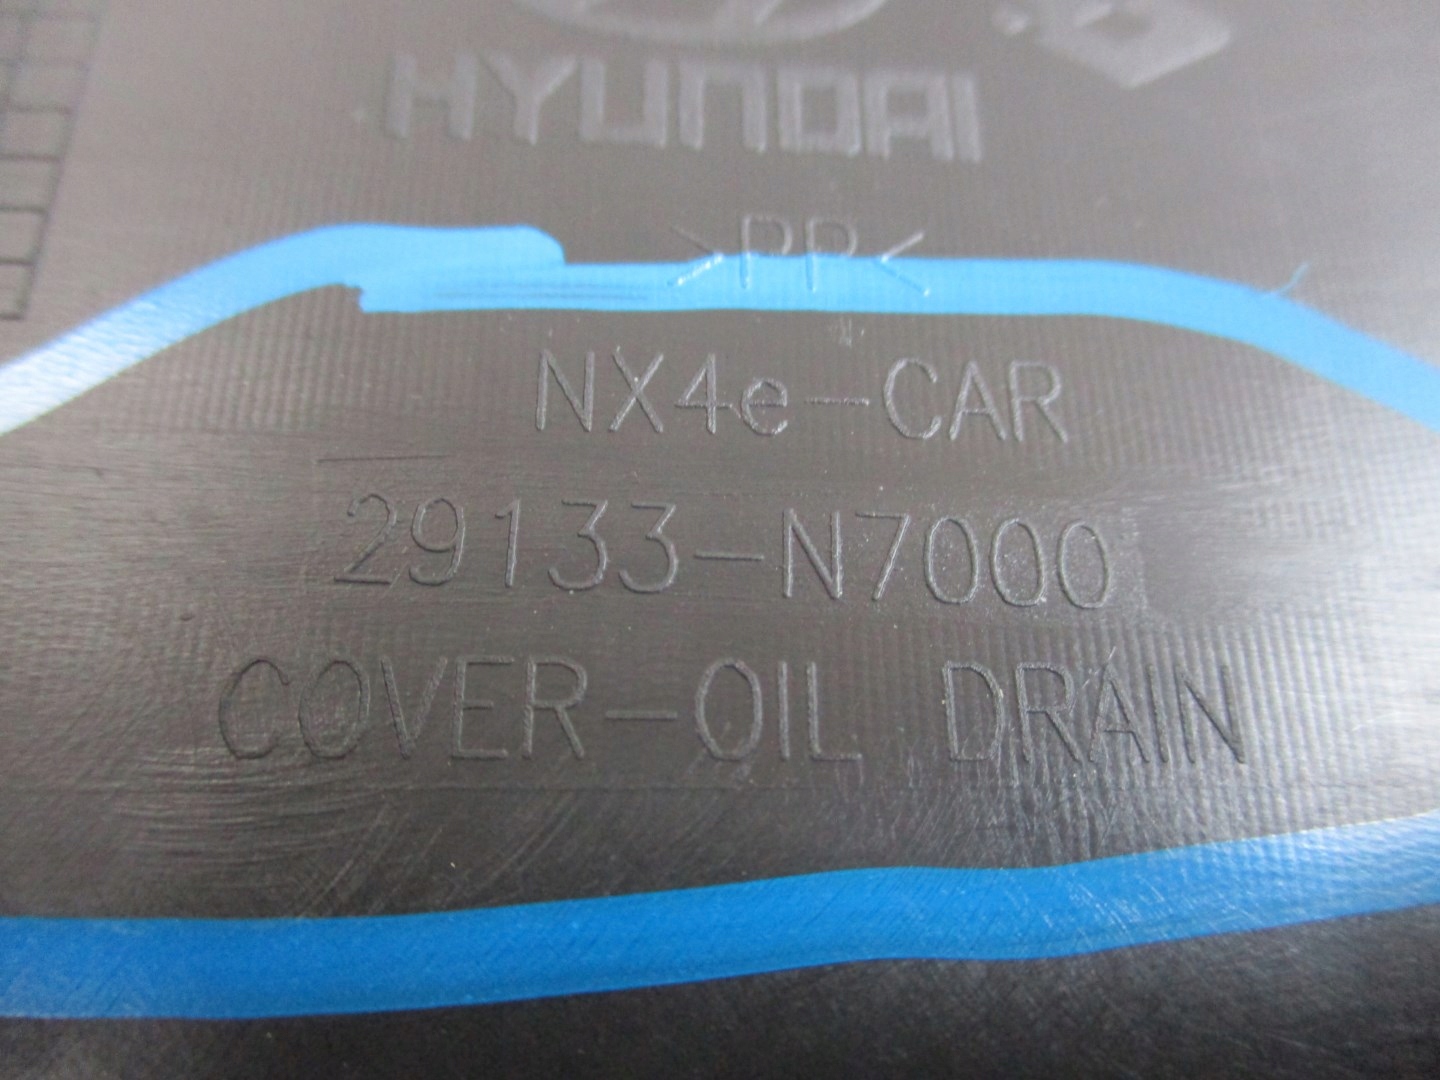 HYUNDAI
>PP<
NX4e-CAR
29133-N7000
COVER-OIL DRAIN